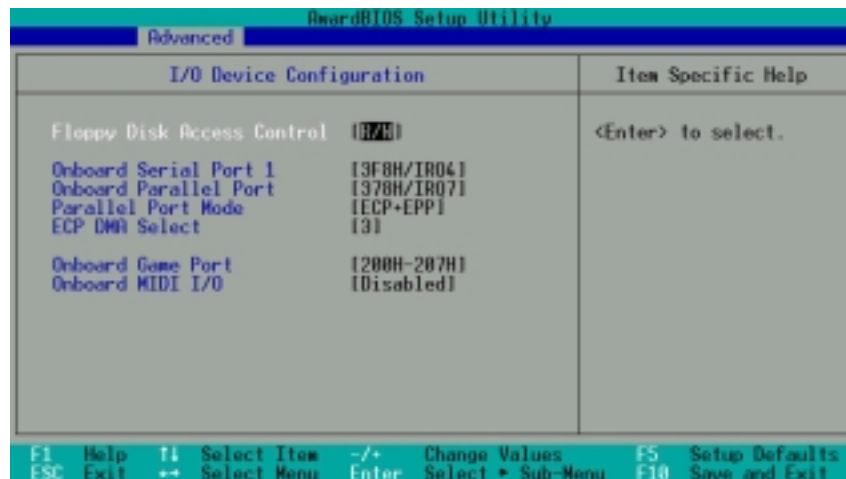 AwardBIOS Setup Utility
Advanced
I/O Device Configuration
Item Specific Help
Floppy Disk Access Control [R/W]
<Enter> to select.
Onboard Serial Port 1 [3F8H/IRQ4]
Onboard Parallel Port [378H/IRQ7]
Parallel Port Mode [ECP+EPP]
ECP DMA Select [3]
Onboard Game Port [200H-207H]
Onboard MIDI I/O [Disabled]
F1 Help ↑↓ Select Item -/+ Change Values F5 Setup Defaults
ESC Exit ↔ Select Menu Enter Select ► Sub-Menu F10 Save and Exit